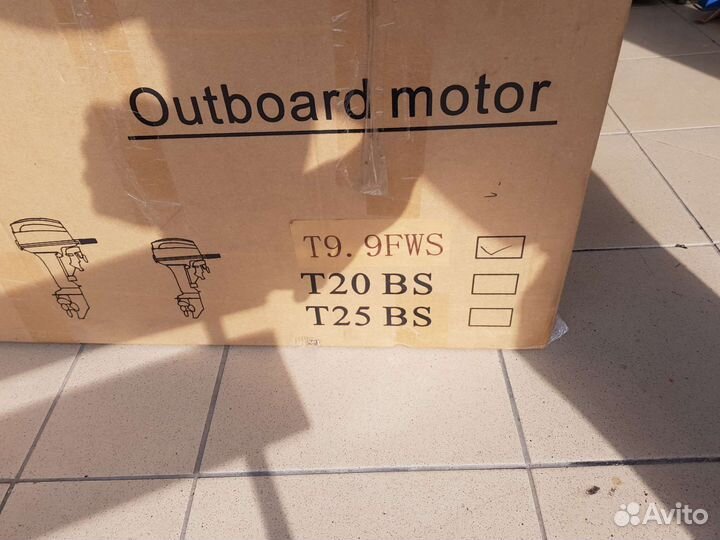 Outboard motor
T9.9FWS
T20 BS
T25 BS
Avito